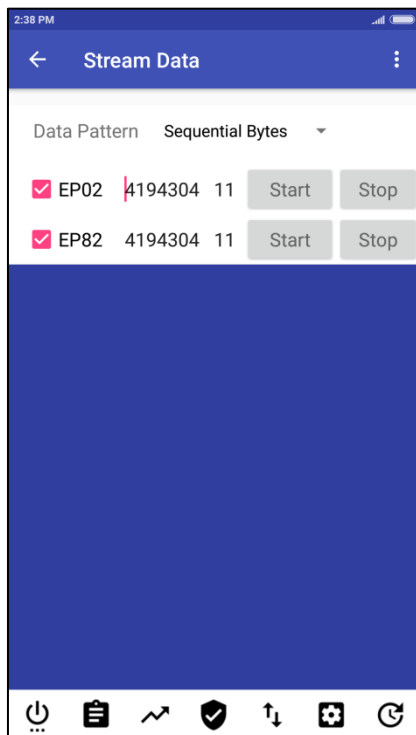 2:38 PM
Stream Data
Data Pattern Sequential Bytes
EP02 4194304 11 Start Stop
EP82 4194304 11 Start Stop